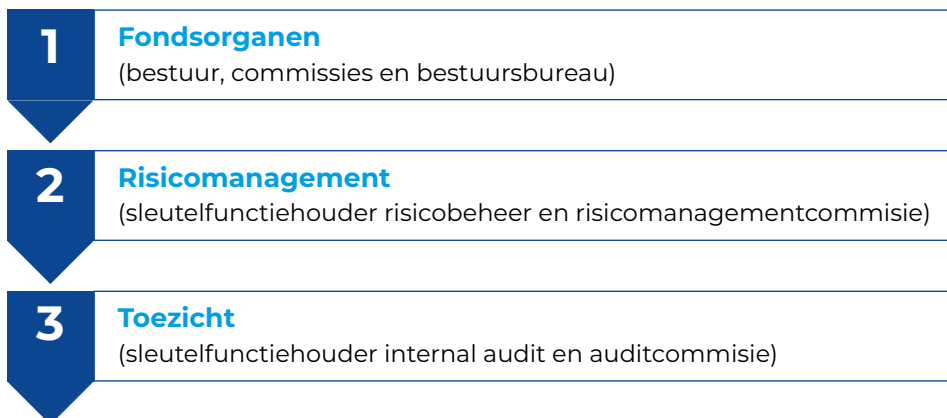 1
Fondsorganen
(bestuur, commissies en bestuursbureau)
2
Risicomanagement
(sleutelfunctiehouder risicobeheer en risicomanagementcommisie)
3
Toezicht
(sleutelfunctiehouder internal audit en auditcommisie)